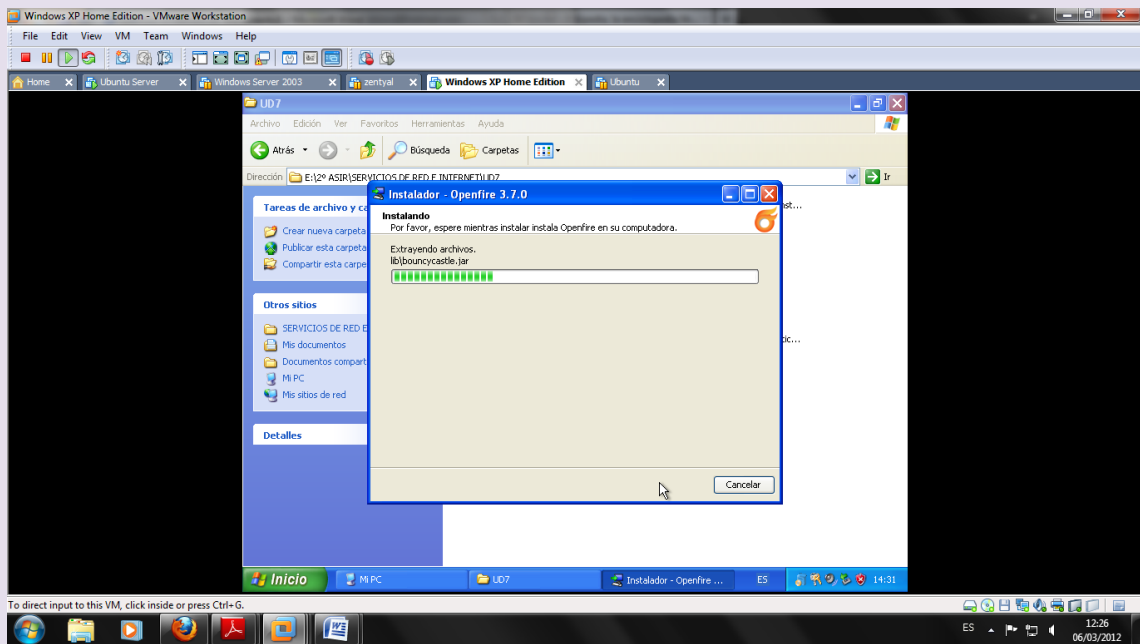 Windows XP Home Edition - VMware Workstation
File Edit View VM Team Windows Help
Home Ubuntu Server Windows Server 2003 zentyal Windows XP Home Edition Ubuntu
UD7
Archivo Edición Ver Favoritos Herramientas Ayuda
Atrás Búsqueda Carpetas
Dirección E:\2º ASIR\SERVICIOS DE RED E INTERNET\UD7 Ir
Tareas de archivo y ca
Crear nueva carpeta
Publicar esta carpeta
Compartir esta carpe
Otros sitios
SERVICIOS DE RED E
Mis documentos
Documentos compart
Mi PC
Mis sitios de red
Detalles
Instalador - Openfire 3.7.0
Instalando
Por favor, espere mientras instalar instala Openfire en su computadora.
Extrayendo archivos.
lib\bouncycastle.jar
Cancelar
Inicio Mi PC UD7 Instalador - Openfire ... ES 14:31
To direct input to this VM, click inside or press Ctrl+G.
ES 12:26
06/03/2012